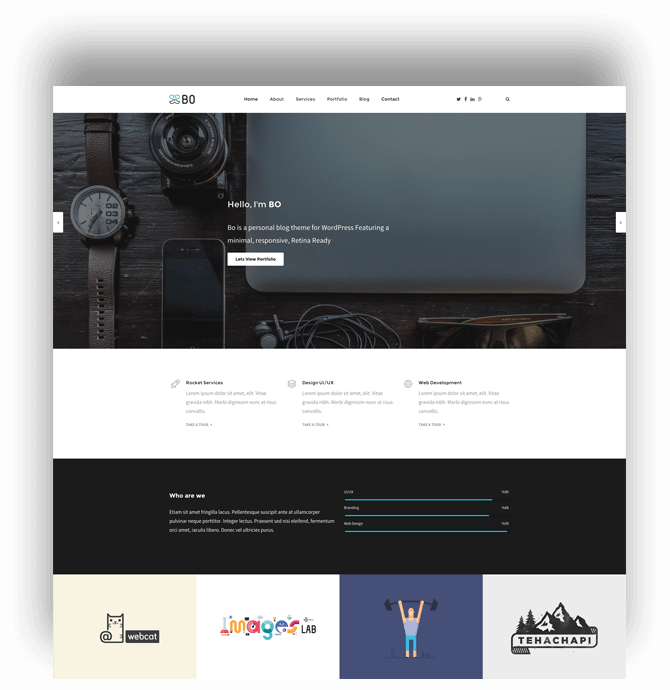 BO
Home About Services Portfolio Blog Contact
Hello, I'm BO
Bo is a personal blog theme for WordPress Featuring a
minimal, responsive, Retina Ready
Lets View Portfolio
Rocket Services
Lorem ipsum dolor sit amet, elit. Vitae
gravida nibh. Morbi dignissum nunc at risus
convallis.
TAKE A TOUR
Design UI/UX
Lorem ipsum dolor sit amet, elit. Vitae
gravida nibh. Morbi dignissum nunc at risus
convallis.
TAKE A TOUR
Web Development
Lorem ipsum dolor sit amet, elit. Vitae
gravida nibh. Morbi dignissum nunc at risus
convallis.
TAKE A TOUR
Who are we
Etiam sit amet fringilla lacus. Pellentesque suscipit ante at ullamcorper
pulvinar neque porttitor. Integer lectus. Praesent sed nisi eleifend, fermentum
orci amet, iaculis libero. Donec vel ultricies purus.
UI/UX
Branding
Web Design
@ webcat
images LAB
TEHACHAPI